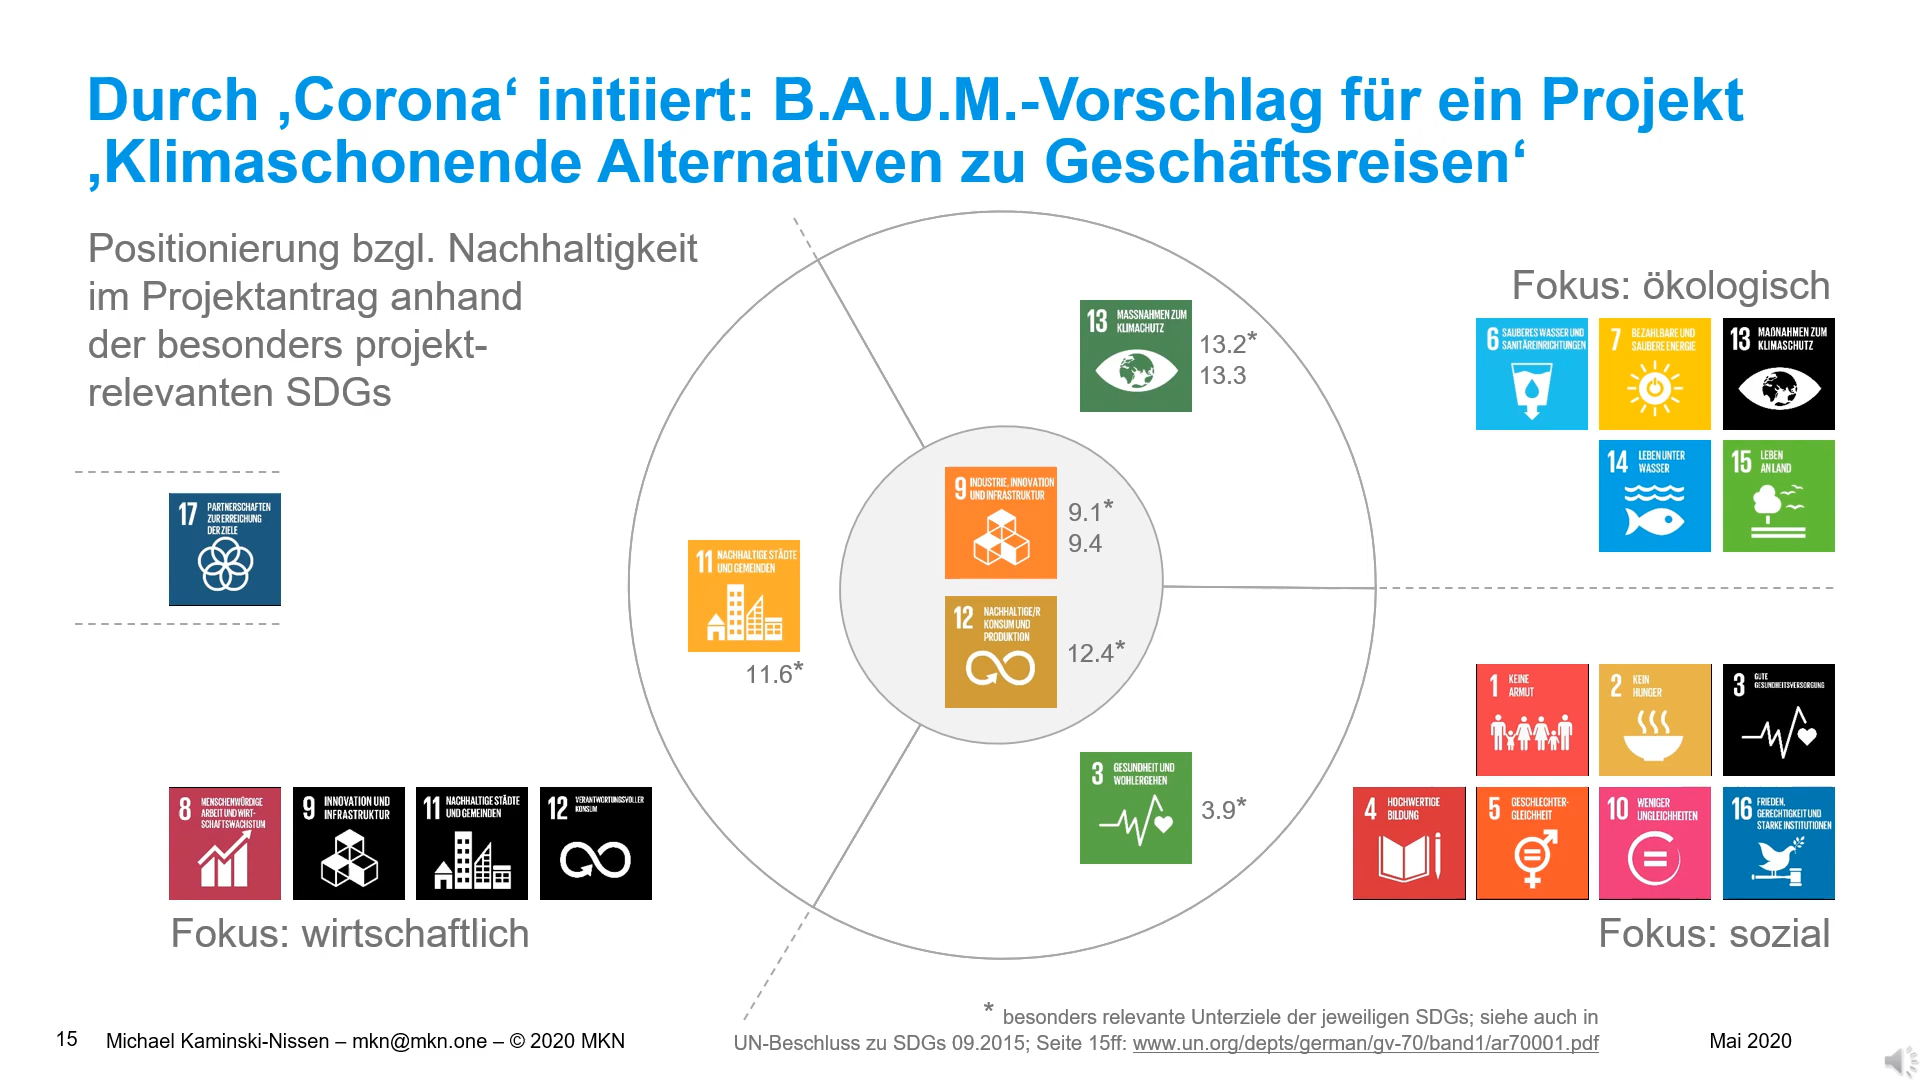 Durch ‚Corona‘ initiiert: B.A.U.M.-Vorschlag für ein Projekt
‚Klimaschonende Alternativen zu Geschäftsreisen‘
Positionierung bzgl. Nachhaltigkeit
im Projektantrag anhand
der besonders projekt-
relevanten SDGs
Fokus: ökologisch
6 SAUBERES WASSER UND
SANITÄREINRICHTUNGEN
7 BEZAHLBARE UND
SAUBERE ENERGIE
13 MAẞNAHMEN ZUM
KLIMASCHUTZ
14 LEBEN UNTER
WASSER
15 LEBEN
AN LAND
13 MASSNAHMEN ZUM
KLIMACHUTZ
13.2*
13.3
9 INDUSTRIE, INNOVATION
UND INFRASTRUKTUR
9.1*
9.4
12 NACHHALTIGE/R
KONSUM UND
PRODUKTION
12.4*
11 NACHHALTIGE STÄDTE
UND GEMEINDEN
11.6*
3 GESUNDHEIT UND
WOHLERGEHEN
3.9*
17 PARTNERSCHAFTEN
ZUR ERREICHUNG
DER ZIELE
1 KEINE
ARMUT
2 KEIN
HUNGER
3 GUTE
GESUNDHEITSVERSORGUNG
4 HOCHWERTIGE
BILDUNG
5 GESCHLECHTER-
GLEICHHEIT
10 WENIGER
UNGLEICHHEITEN
16 FRIEDEN,
GERECHTIGKEIT UND
STARKE INSTITUTIONEN
Fokus: sozial
8 MENSCHENWÜRDIGE
ARBEIT UND WIRT-
SCHAFTSWACHSTUM
9 INNOVATION UND
INFRASTRUKTUR
11 NACHHALTIGE STÄDTE
UND GEMEINDEN
12 VERANTWORTUNGSVOLLER
KONSUM
Fokus: wirtschaftlich
* besonders relevante Unterziele der jeweiligen SDGs; siehe auch in
UN-Beschluss zu SDGs 09.2015; Seite 15ff: www.un.org/depts/german/gv-70/band1/ar70001.pdf
15 Michael Kaminski-Nissen – mkn@mkn.one – © 2020 MKN
Mai 2020